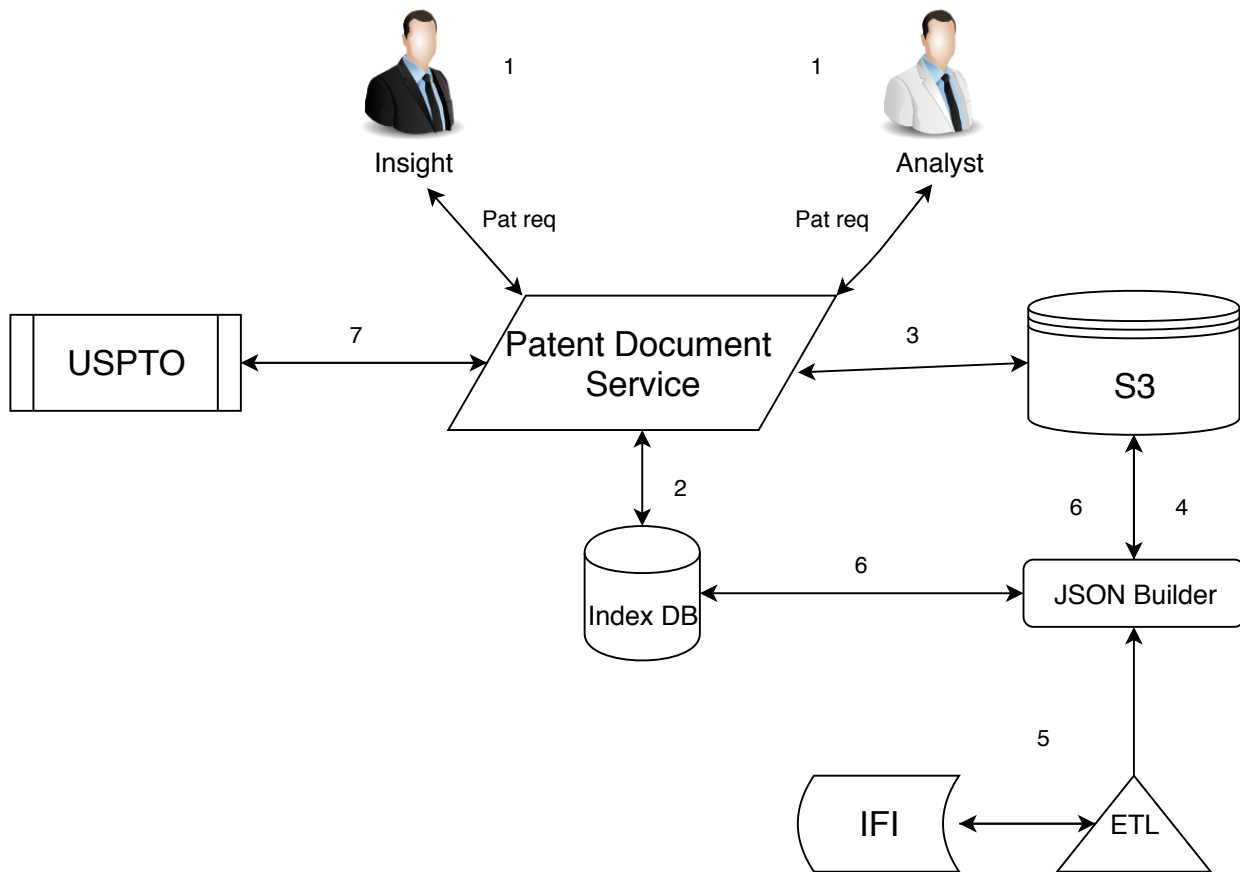 1
1
Insight
Analyst
Pat req
Pat req
7
3
USPTO
Patent Document
Service
S3
2
6
4
6
Index DB
JSON Builder
5
IFI
ETL